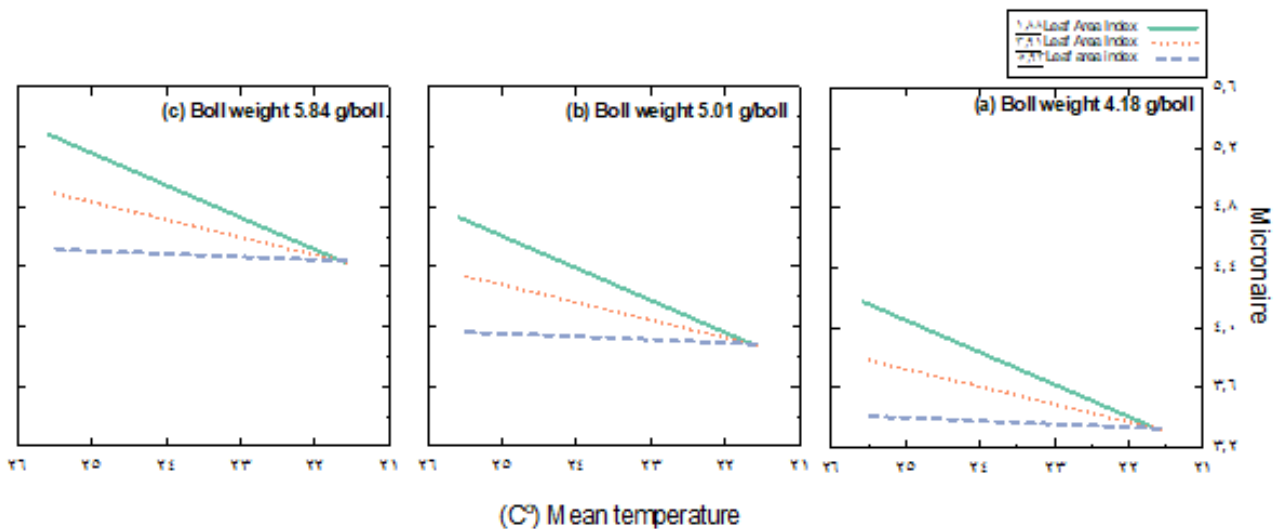 ١,٨٨ Leaf Area Index
Leaf Area Index
Leaf area index
(c) Boll weight 5.84 g/boll
(b) Boll weight 5.01 g/boll
(a) Boll weight 4.18 g/boll
٥,٦
٥,٢
٤,٨
٤,٤
٤,٠
٣,٦
٣,٢
Micronaire
٢٦ ٢٥ ٢٤ ٢٣ ٢٢ ٢١
٢٦ ٢٥ ٢٤ ٢٣ ٢٢ ٢١
٢٦ ٢٥ ٢٤ ٢٣ ٢٢ ٢١
(Cº) Mean temperature